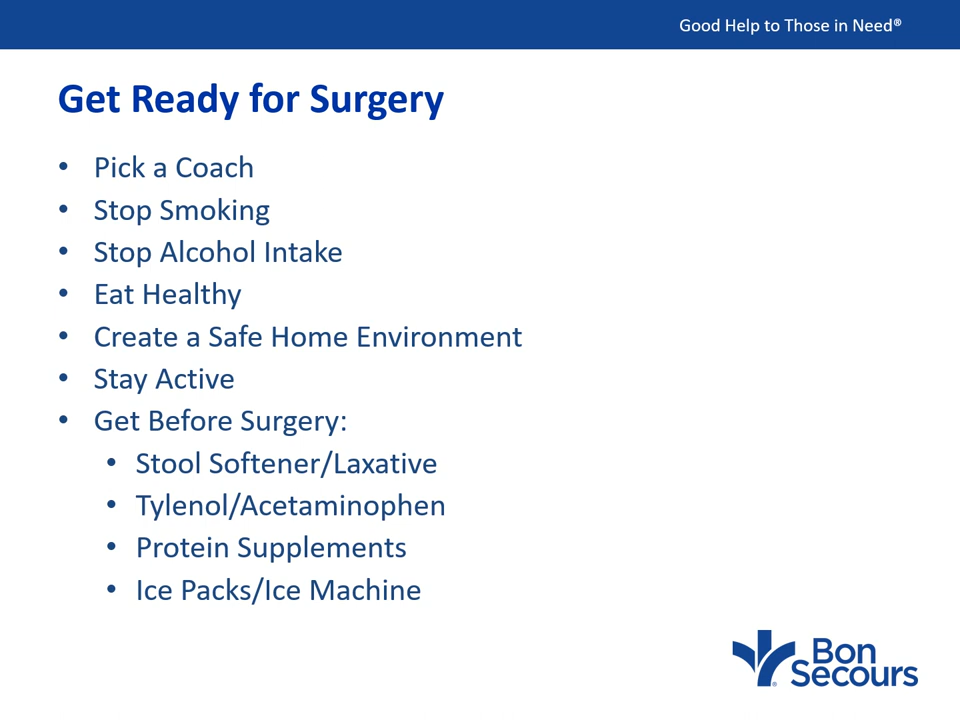 Good Help to Those in Need®
Get Ready for Surgery
• Pick a Coach
• Stop Smoking
• Stop Alcohol Intake
• Eat Healthy
• Create a Safe Home Environment
• Stay Active
• Get Before Surgery:
• Stool Softener/Laxative
• Tylenol/Acetaminophen
• Protein Supplements
• Ice Packs/Ice Machine
Bon
Secours
®